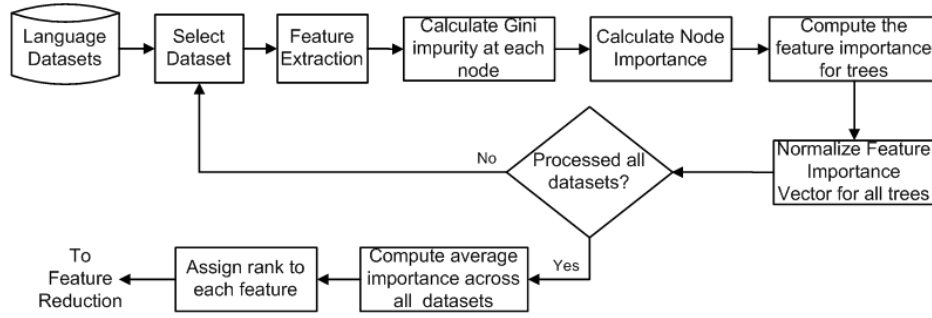 Language
Datasets
Select
Dataset
Feature
Extraction
Calculate Gini
impurity at each
node
Calculate Node
Importance
Compute the
feature importance
for trees
Normalize Feature
Importance
Vector for all trees
Processed all
datasets?
No
Yes
Compute average
importance across
all datasets
Assign rank to
each feature
To
Feature
Reduction